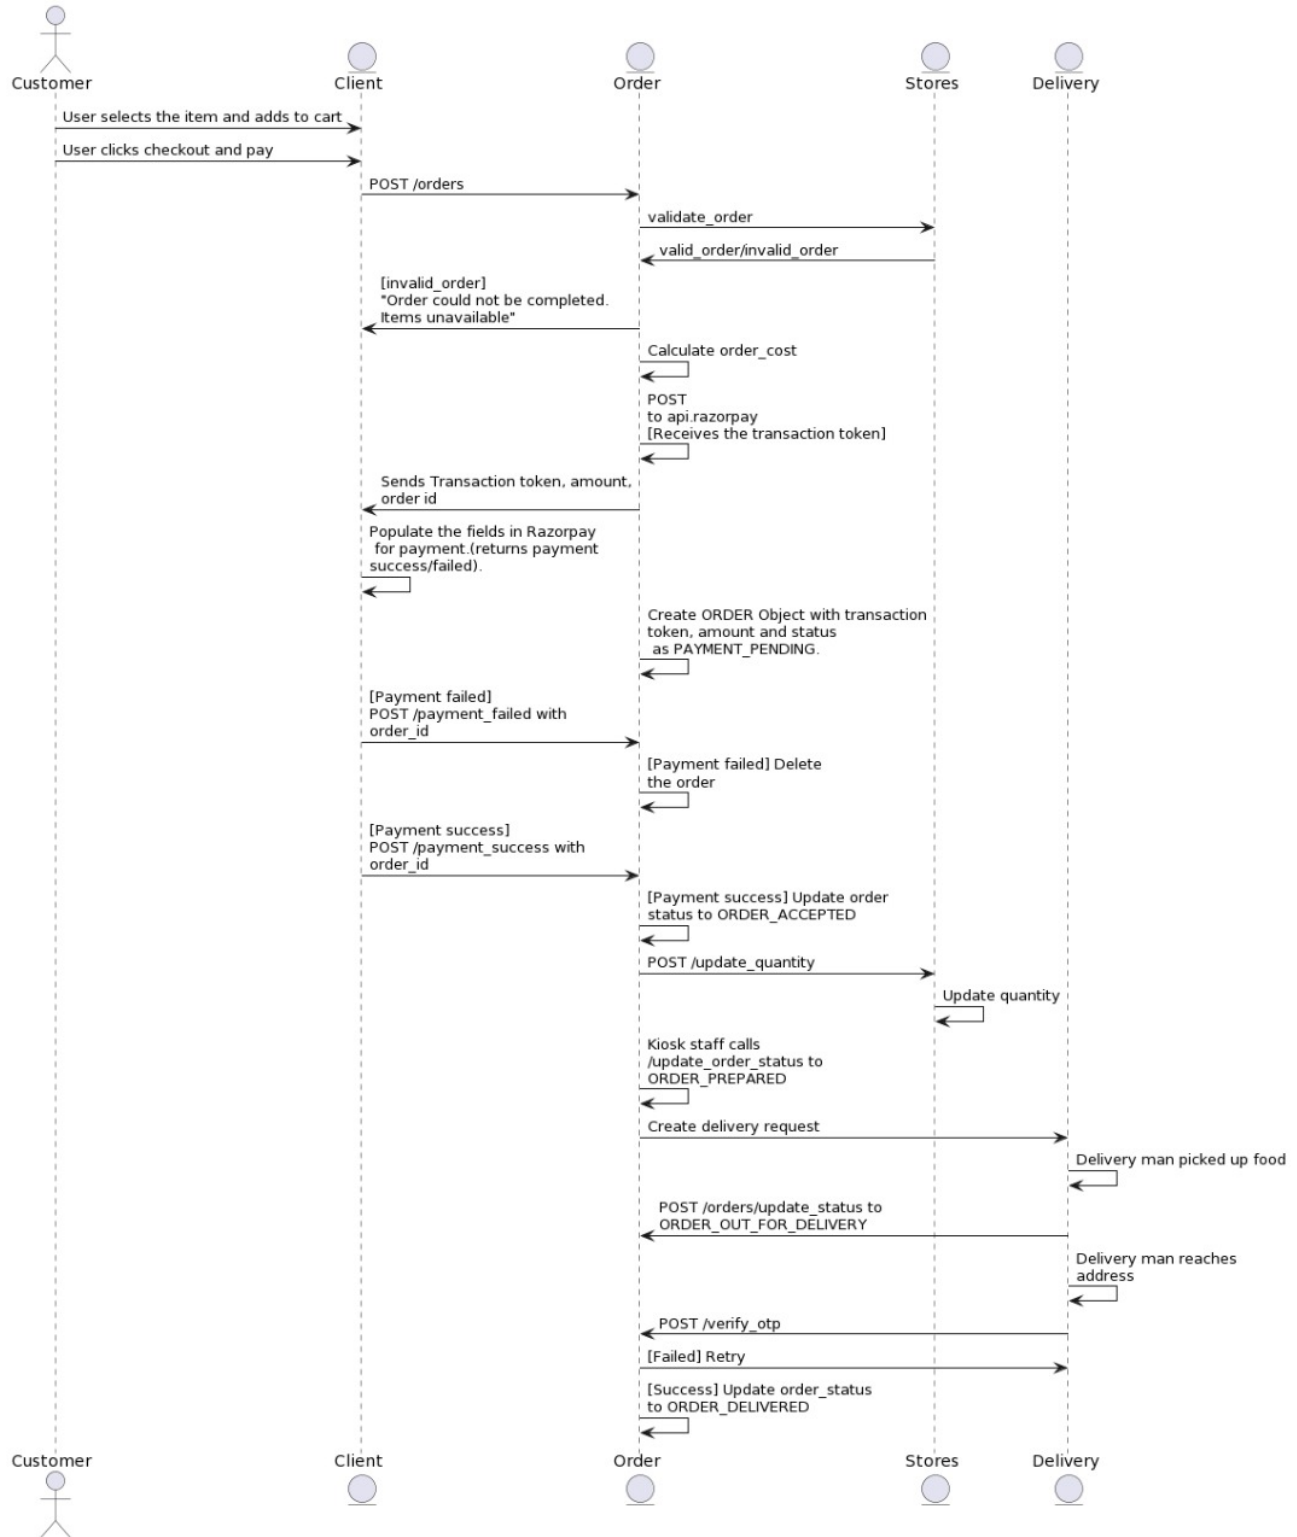 Customer
Client
Order
Stores
Delivery
User selects the item and adds to cart
User clicks checkout and pay
POST /orders
validate_order
valid_order/invalid_order
[invalid_order]
"Order could not be completed.
Items unavailable"
Calculate order_cost
POST
to api.razorpay
[Receives the transaction token]
Sends Transaction token, amount,
order id
Populate the fields in Razorpay
for payment.(returns payment
success/failed).
Create ORDER Object with transaction
token, amount and status
as PAYMENT_PENDING.
[Payment failed]
POST /payment_failed with
order_id
[Payment failed] Delete
the order
[Payment success]
POST /payment_success with
order_id
[Payment success] Update order
status to ORDER_ACCEPTED
POST /update_quantity
Update quantity
Kiosk staff calls
/update_order_status to
ORDER_PREPARED
Create delivery request
Delivery man picked up food
POST /orders/update_status to
ORDER_OUT_FOR_DELIVERY
Delivery man reaches
address
POST /verify_otp
[Failed] Retry
[Success] Update order_status
to ORDER_DELIVERED
Customer
Client
Order
Stores
Delivery